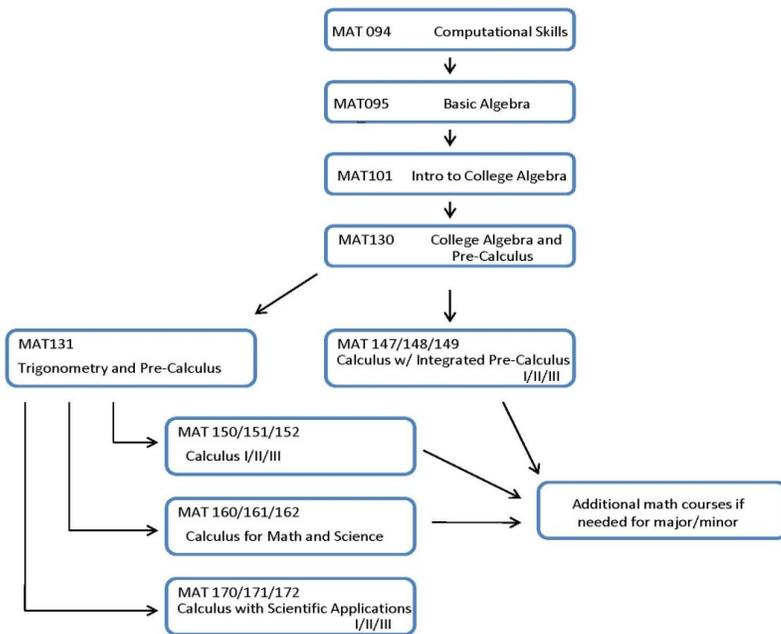 MAT 094 Computational Skills
MAT095 Basic Algebra
MAT101 Intro to College Algebra
MAT130 College Algebra and
Pre-Calculus
MAT131
Trigonometry and Pre-Calculus
MAT 147/148/149
Calculus w/ Integrated Pre-Calculus
I/II/III
MAT 150/151/152
Calculus I/II/III
MAT 160/161/162
Calculus for Math and Science
MAT 170/171/172
Calculus with Scientific Applications
I/II/III
Additional math courses if
needed for major/minor